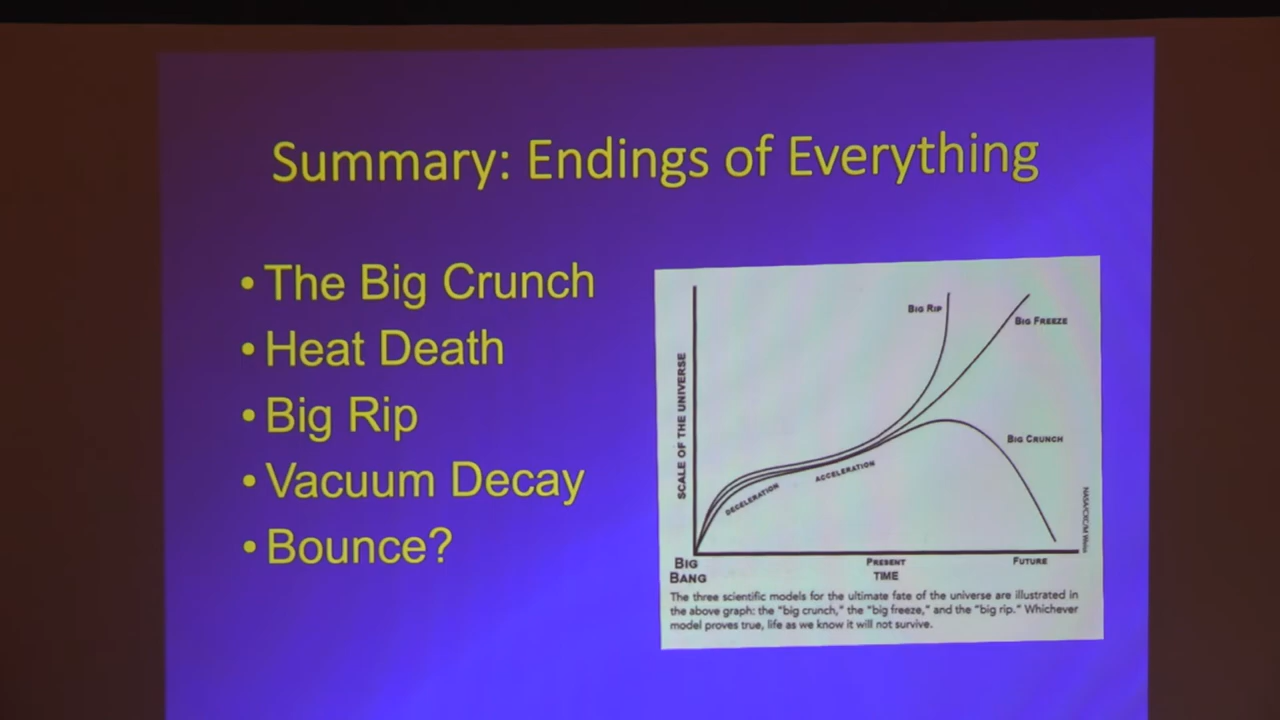 Summary: Endings of Everything
• The Big Crunch
• Heat Death
• Big Rip
• Vacuum Decay
• Bounce?
BIG RIP
BIG FREEZE
BIG CRUNCH
SCALE OF THE UNIVERSE
DECELERATION
ACCELERATION
NASA/CXC/M Weiss
BIG
BANG
PRESENT
TIME
FUTURE
The three scientific models for the ultimate fate of the universe are illustrated in
the above graph: the "big crunch," the "big freeze," and the "big rip." Whichever
model proves true, life as we know it will not survive.